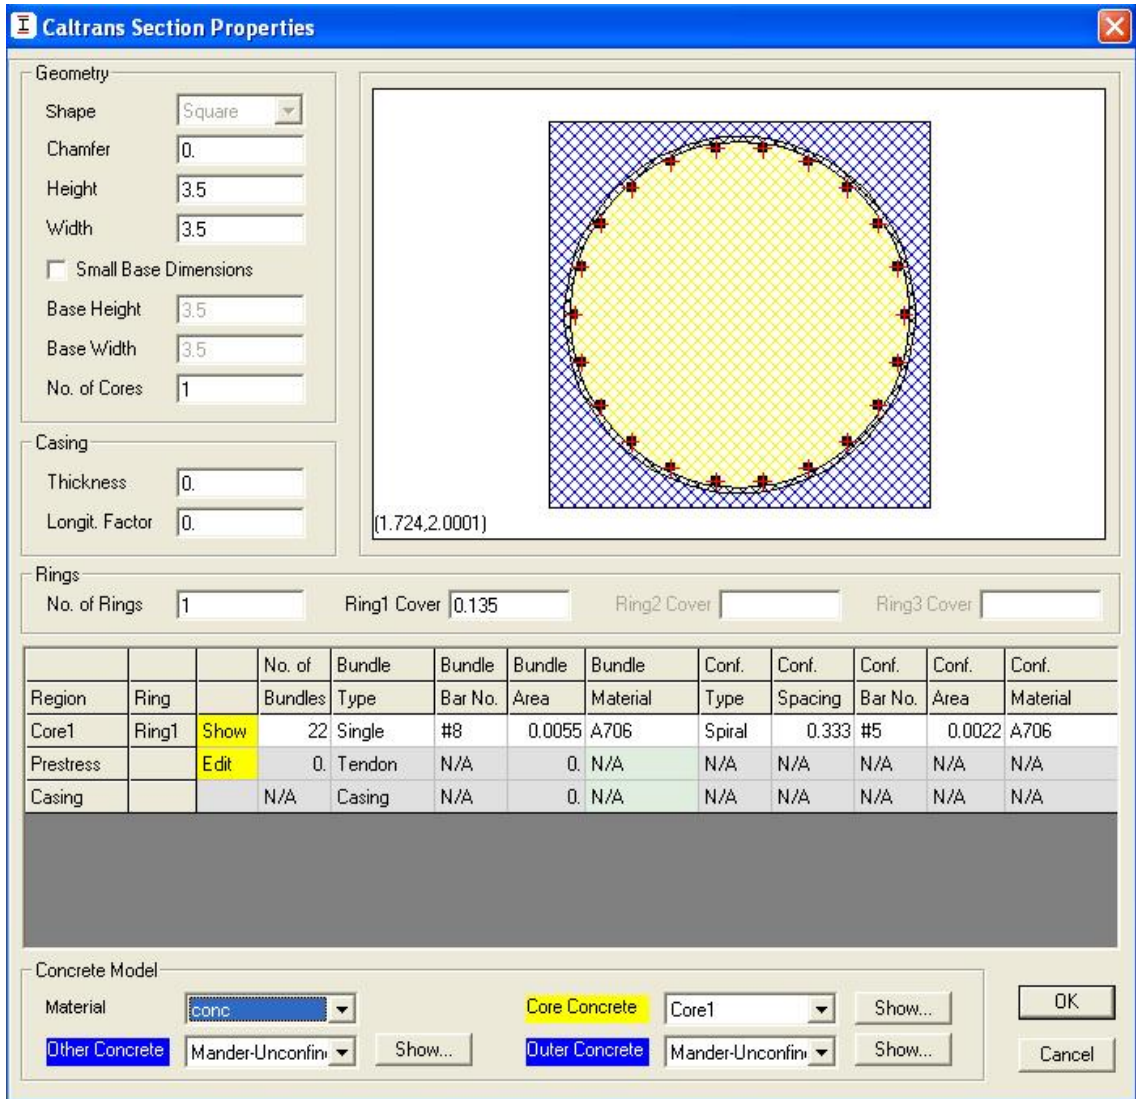 Caltrans Section Properties
Geometry
Shape Square
Chamfer 0.
Height 3.5
Width 3.5
Small Base Dimensions
Base Height 3.5
Base Width 3.5
No. of Cores 1
Casing
Thickness 0.
Longit. Factor 0.
(1.724,2.0001)
Rings
No. of Rings 1 Ring1 Cover 0.135 Ring2 Cover Ring3 Cover
No. of Bundle Bundle Bundle Bundle Conf. Conf. Conf. Conf. Conf.
Region Ring Bundles Type Bar No. Area Material Type Spacing Bar No. Area Material
Core1 Ring1 Show 22 Single #8 0.0055 A706 Spiral 0.333 #5 0.0022 A706
Prestress Edit 0. Tendon N/A 0. N/A N/A N/A N/A N/A N/A
Casing N/A Casing N/A 0. N/A N/A N/A N/A N/A N/A
Concrete Model
Material conc Core Concrete Core1 Show... OK
Other Concrete Mander-Unconfin Show... Outer Concrete Mander-Unconfin Show... Cancel